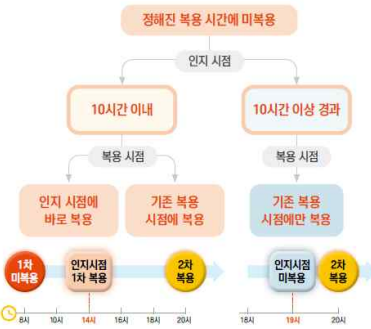 정해진 복용 시간에 미복용
인지 시점
10시간 이내
10시간 이상 경과
복용 시점
복용 시점
인지 시점에
바로 복용
기존 복용
시점에 복용
기존 복용
시점에만 복용
1차
미복용
인지시점
1차 복용
2차
복용
인지시점
미복용
2차
복용
8시 10시 14시 16시 18시 20시
18시 19시 20시